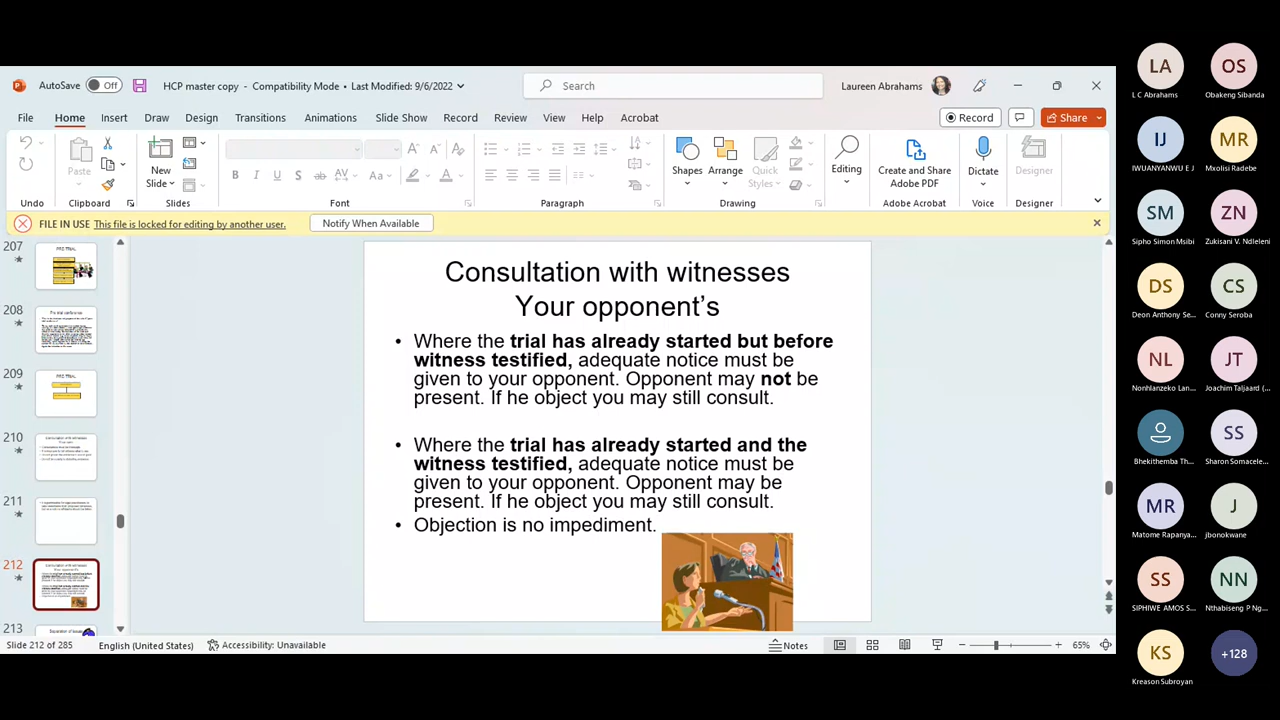 AutoSave Off
HCP master copy - Compatibility Mode • Last Modified: 9/6/2022
Search
Laureen Abrahams
File Home Insert Draw Design Transitions Animations Slide Show Record Review View Help Acrobat
Record
Share
Paste
New
Slide
B I U S ab AV Aa A
Shapes
Arrange
Quick
Styles
Editing
Create and Share
Adobe PDF
Dictate
Designer
Undo
Clipboard
Slides
Font
Paragraph
Drawing
Adobe Acrobat
Voice
Designer
FILE IN USE This file is locked for editing by another user. Notify When Available
207
208
209
210
211
212
213
PRE TRIAL
PRE TRIAL
Consultation with witnesses
Your opponent's
• Where the trial has already started but before
witness testified, adequate notice must be
given to your opponent. Opponent may not be
present. If he object you may still consult.
• Where the trial has already started and the
witness testified, adequate notice must be
given to your opponent. Opponent may be
present. If he object you may still consult.
• Objection is no impediment.
Slide 212 of 285
English (United States)
Accessibility: Unavailable
Notes
65%
LA
L C Abrahams
OS
Obakeng Sibanda
IJ
IWUANYANWU E J
MR
Mxolisi Radebe
SM
Sipho Simon Msibi
ZN
Zukisani V. Ndleleni
DS
Deon Anthony Se...
CS
Conny Seroba
NL
Nonhlanzeko Lan...
JT
Joachim Taljaard (...
Bhekithemba Th...
SS
Sharon Somacele...
MR
Matome Rapanya...
J
jbonokwane
SS
SIPHIWE AMOS S...
NN
Nthabiseng P Ng...
KS
Kreason Subroyan
+128